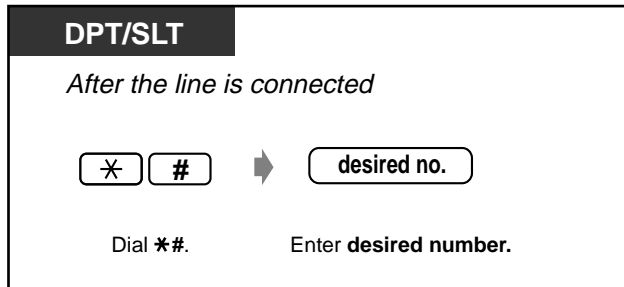 DPT/SLT
After the line is connected
* # desired no.
Dial *#. Enter desired number.